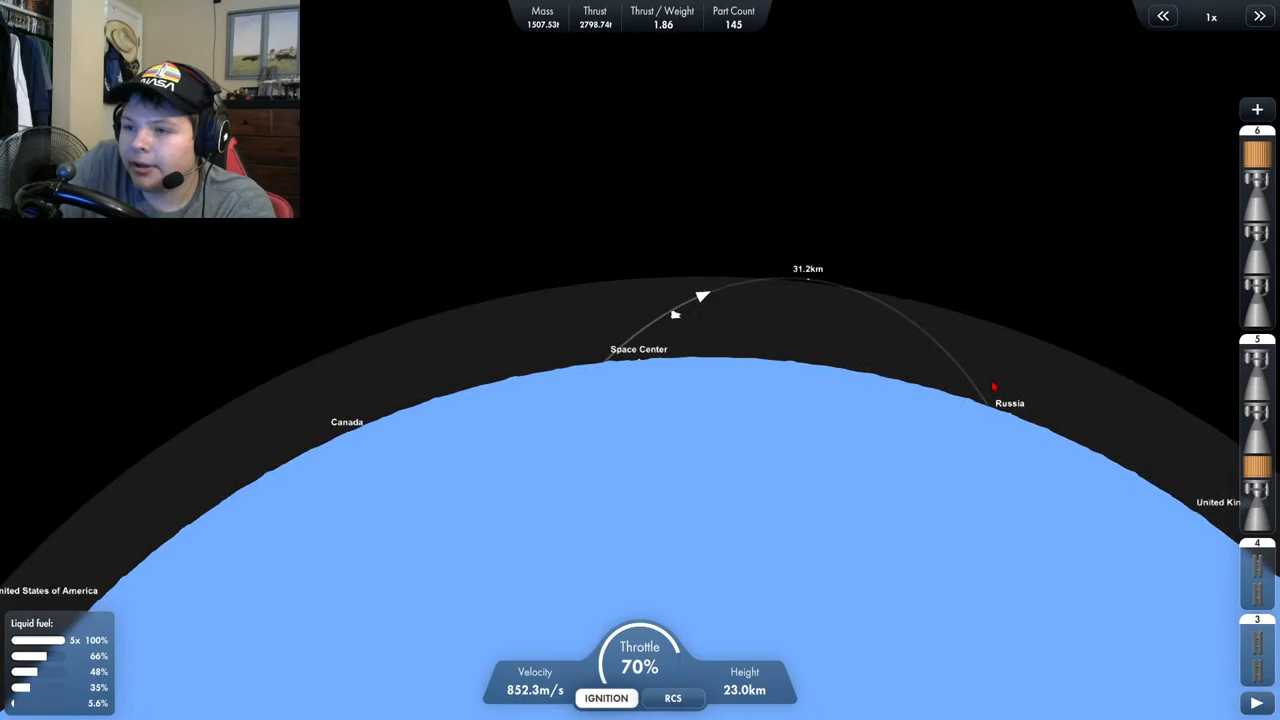 Mass Thrust Thrust / Weight Part Count
1507.53t 2798.74t 1.86 145
1x
NASA
6
31.2km
Space Center
5
Russia
Canada
United Kin
4
nited States of America
3
Liquid fuel:
5x 100%
66%
48%
35%
5.6%
Throttle
70%
Velocity
852.3m/s
IGNITION RCS
Height
23.0km